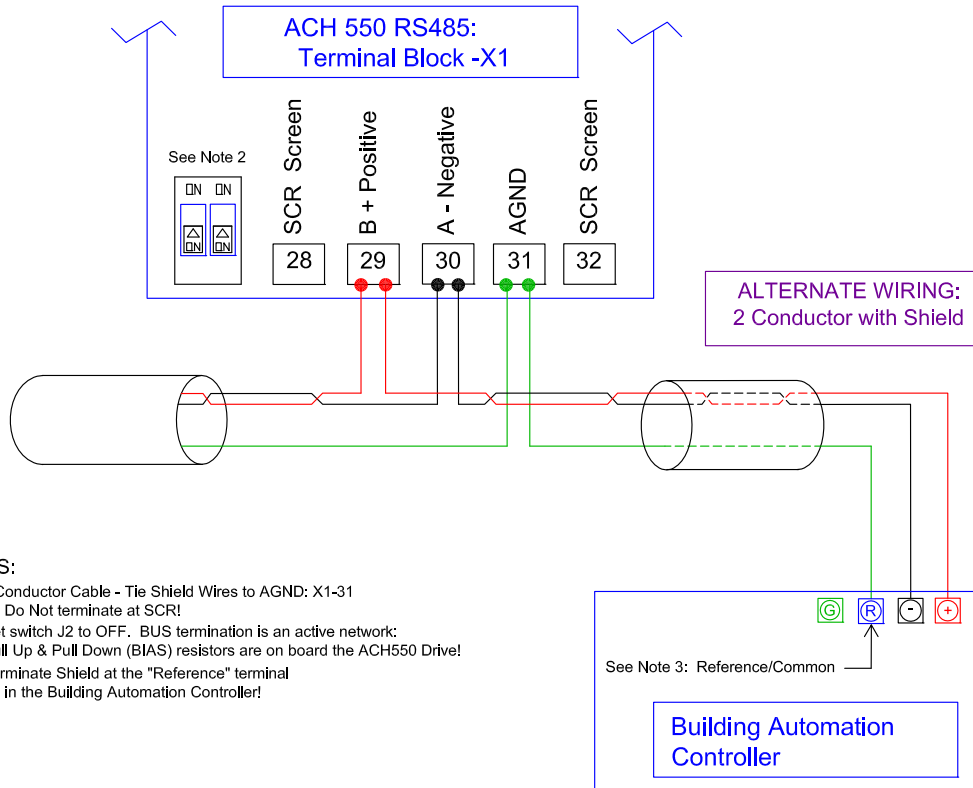 ACH 550 RS485:
Terminal Block -X1
See Note 2
ON ON
ON ON
SCR Screen
B + Positive
A - Negative
AGND
SCR Screen
28 29 30 31 32
ALTERNATE WIRING:
2 Conductor with Shield
S:
Conductor Cable - Tie Shield Wires to AGND: X1-31
Do Not terminate at SCR!
t switch J2 to OFF. BUS termination is an active network:
ll Up & Pull Down (BIAS) resistors are on board the ACH550 Drive!
rminate Shield at the "Reference" terminal
in the Building Automation Controller!
G R - +
See Note 3: Reference/Common
Building Automation
Controller